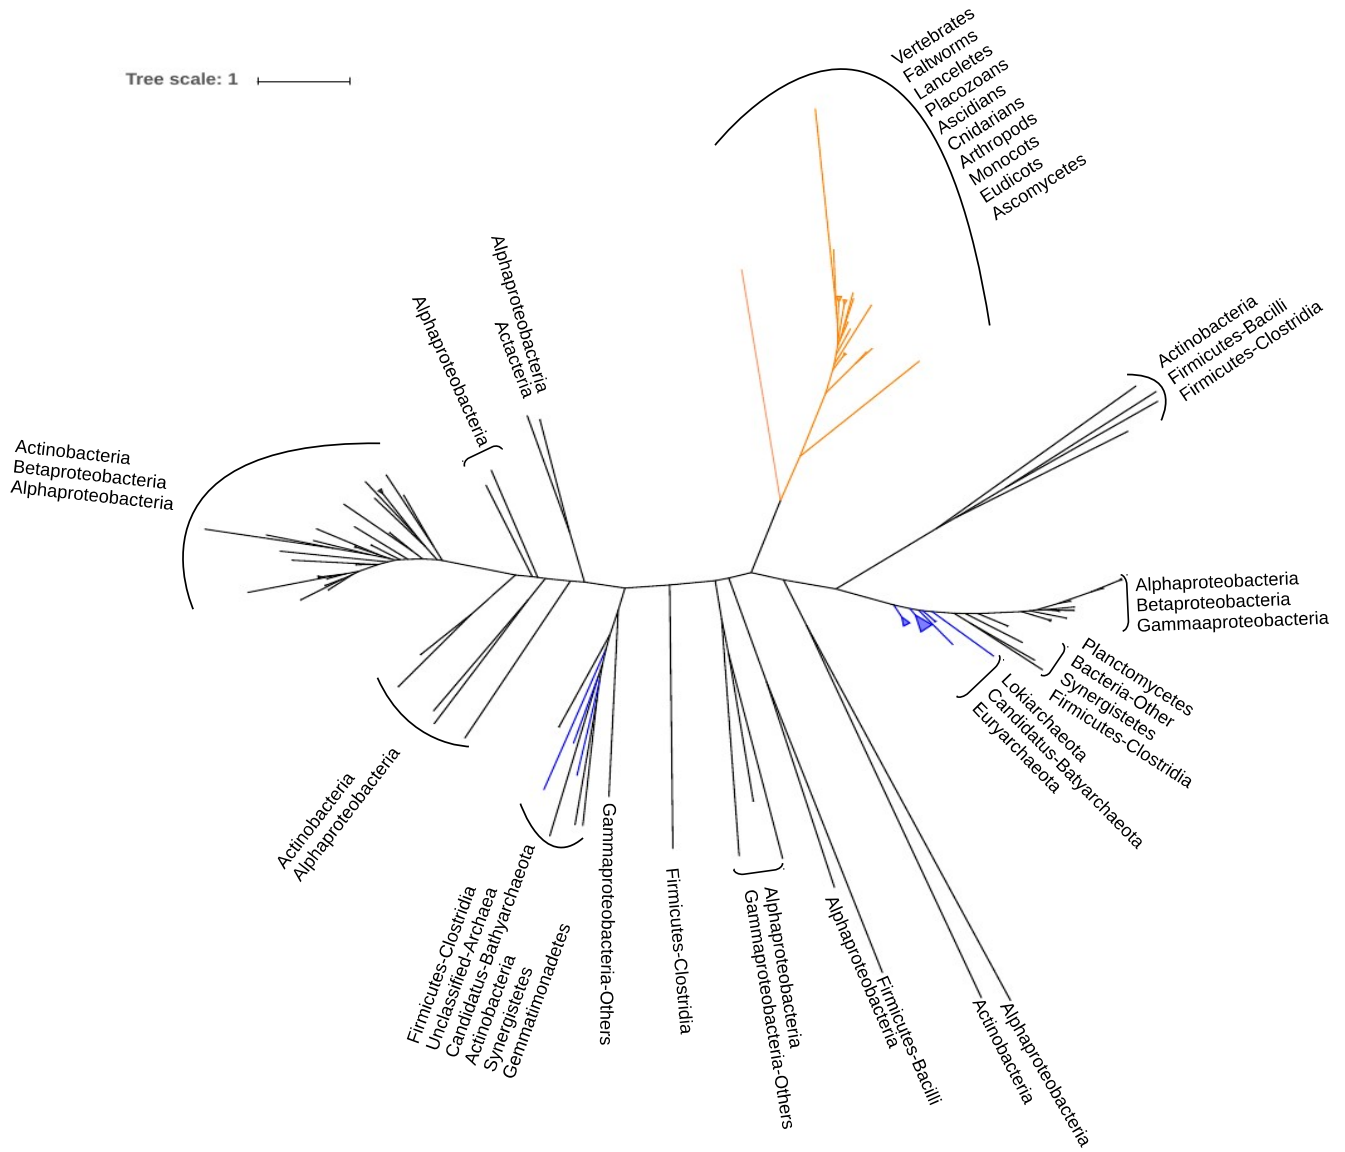 Tree scale: 1
Vertebrates
Faltworms
Lanceletes
Placozoans
Ascidians
Cnidarians
Arthropods
Monocots
Eudicots
Ascomycetes
Alphaproteobacteria
Actacteria
Alphaproteobacteria
Actinobacteria
Firmicutes-Bacilli
Firmicutes-Clostridia
Actinobacteria
Betaproteobacteria
Alphaproteobacteria
Alphaproteobacteria
Betaproteobacteria
Gammaaproteobacteria
Planctomycetes
Bacteria-Other
Synergistetes
Firmicutes-Clostridia
Lokiarchaeota
Candidatus-Batyarchaeota
Euryarchaeota
Actinobacteria
Alphaproteobacteria
Firmicutes-Clostridia
Unclassified-Archaea
Candidatus-Bathyarchaeota
Actinobacteria
Synergistetes
Gemmatimonadetes
Gammaproteobacteria-Others
Firmicutes-Clostridia
Alphaproteobacteria
Gammaproteobacteria-Others
Alphaproteobacteria
Firmicutes-Bacilli
Actinobacteria
Alphaproteobacteria